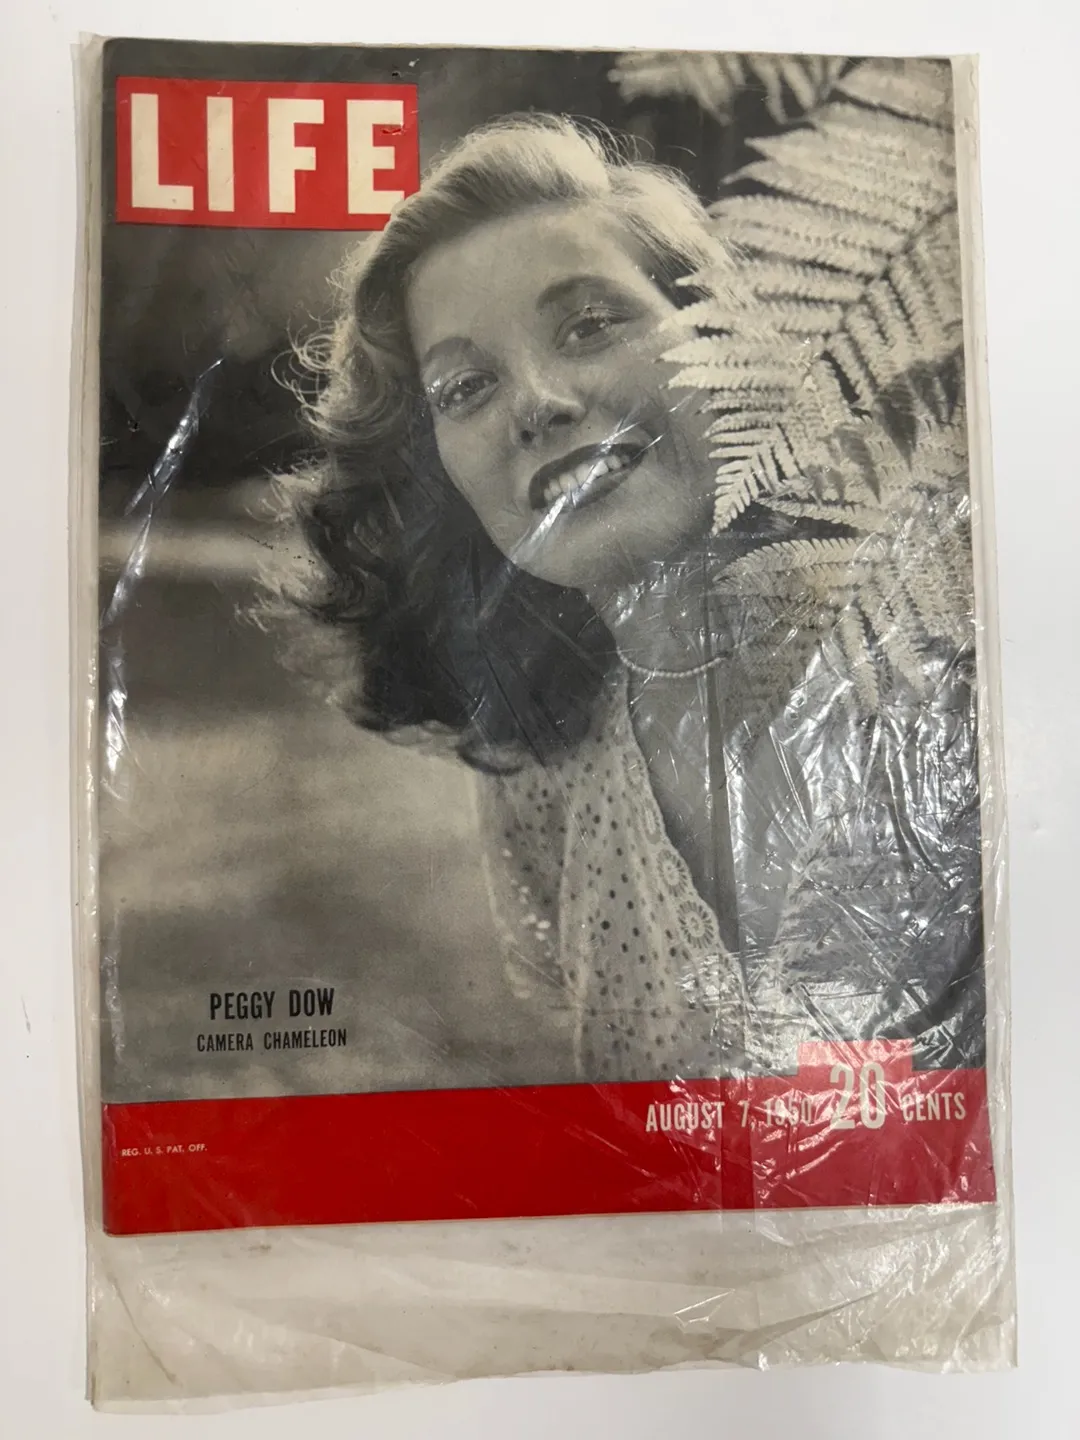 LIFE
PEGGY DOW
CAMERA CHAMELEON
AUGUST 7, 1950 20 CENTS
REG. U. S. PAT. OFF.